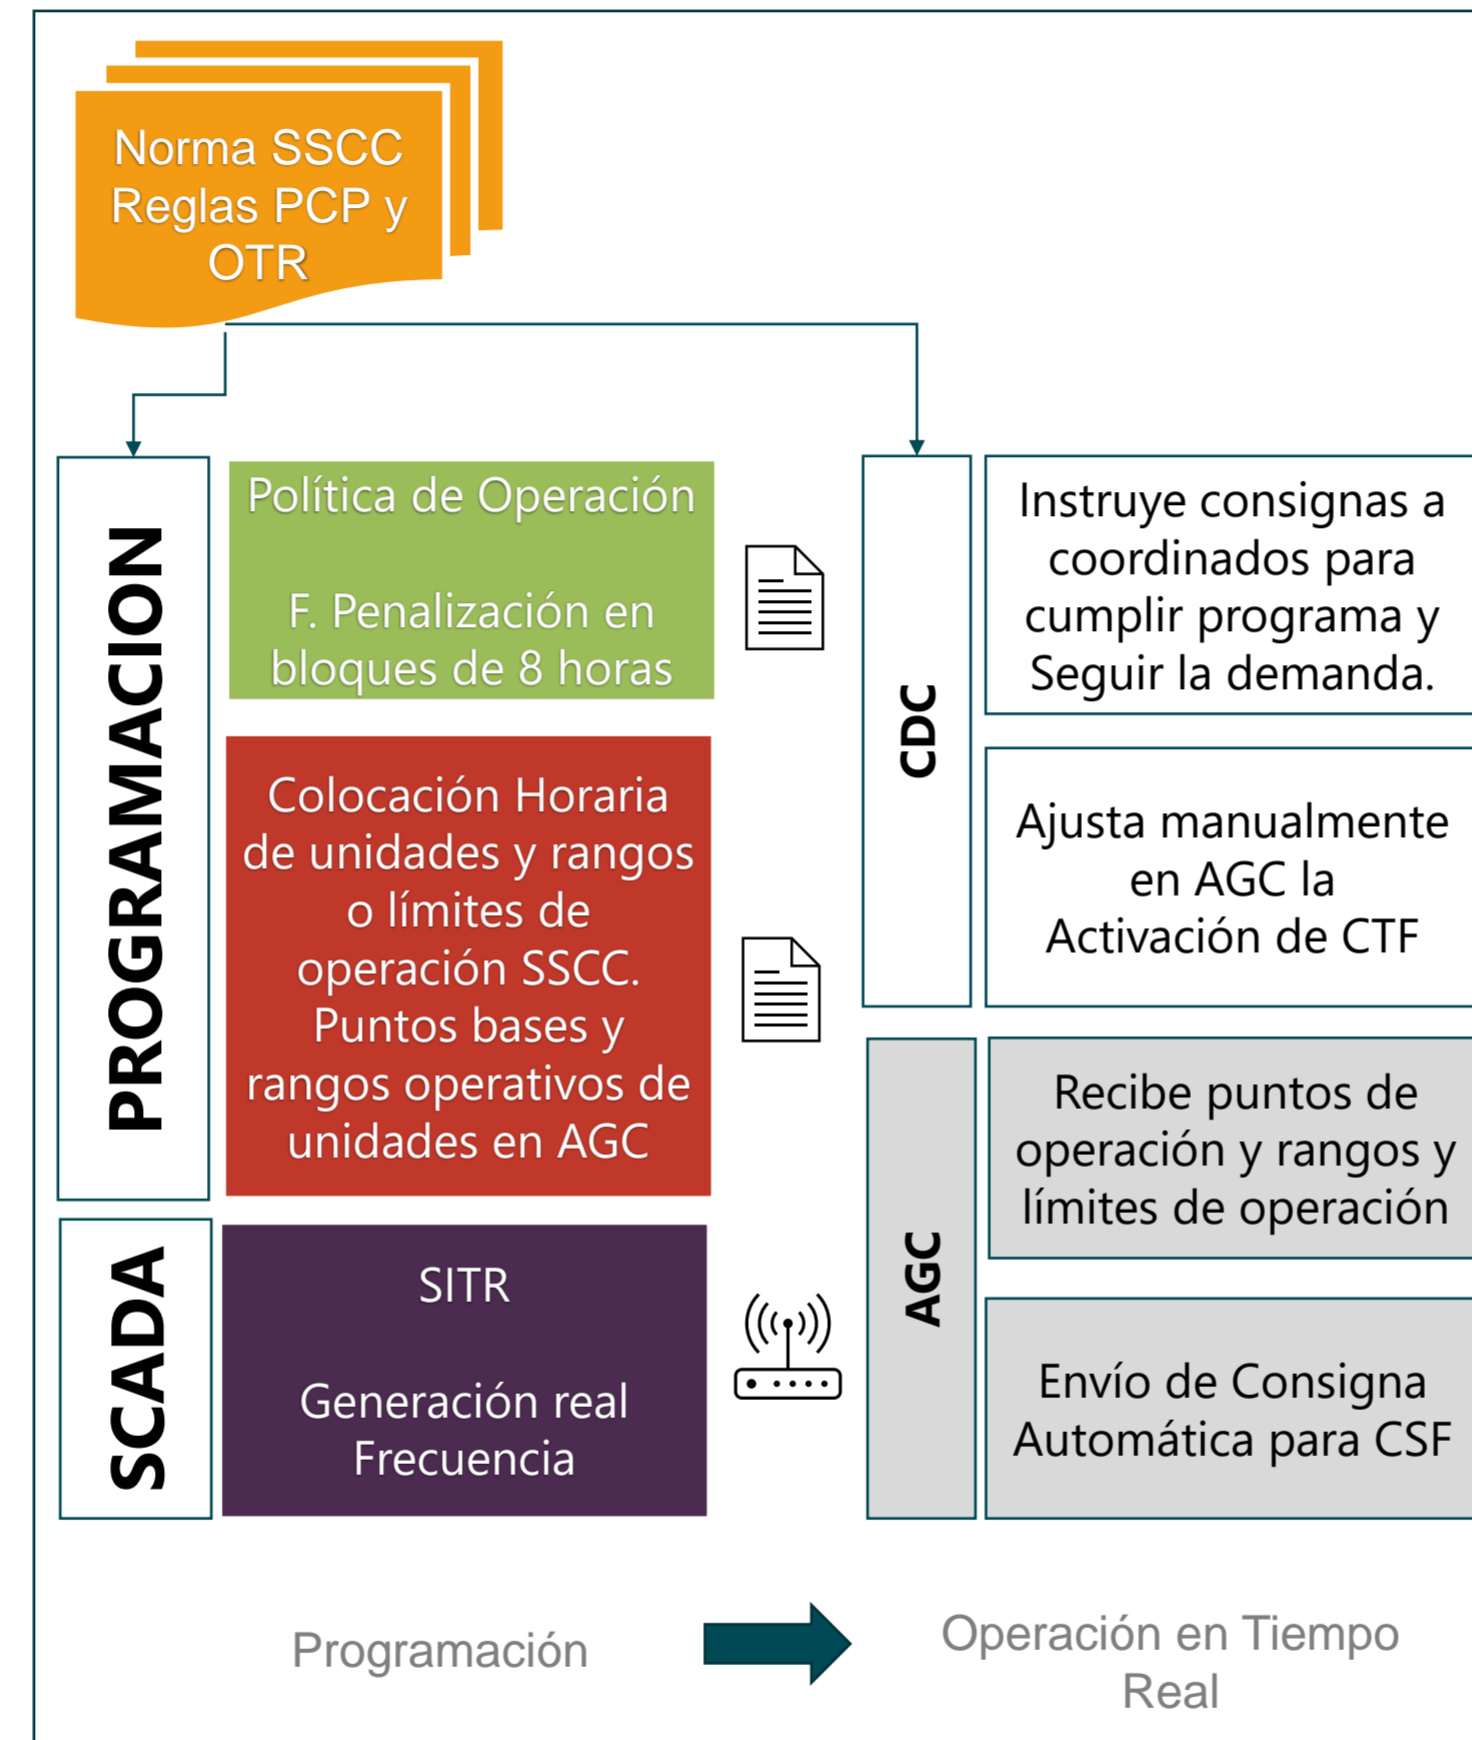 Norma SSCC
Reglas PCP y
OTR
PROGRAMACION
Política de Operación
F. Penalización en
bloques de 8 horas
Colocación Horaria
de unidades y rangos
o límites de
operación SSCC.
Puntos bases y
rangos operativos de
unidades en AGC
SCADA
SITR
Generación real
Frecuencia
CDC
Instruye consignas a
coordinados para
cumplir programa y
Seguir la demanda.
Ajusta manualmente
en AGC la
Activación de CTF
AGC
Recibe puntos de
operación y rangos y
límites de operación
Envío de Consigna
Automática para CSF
Programación
Operación en Tiempo
Real